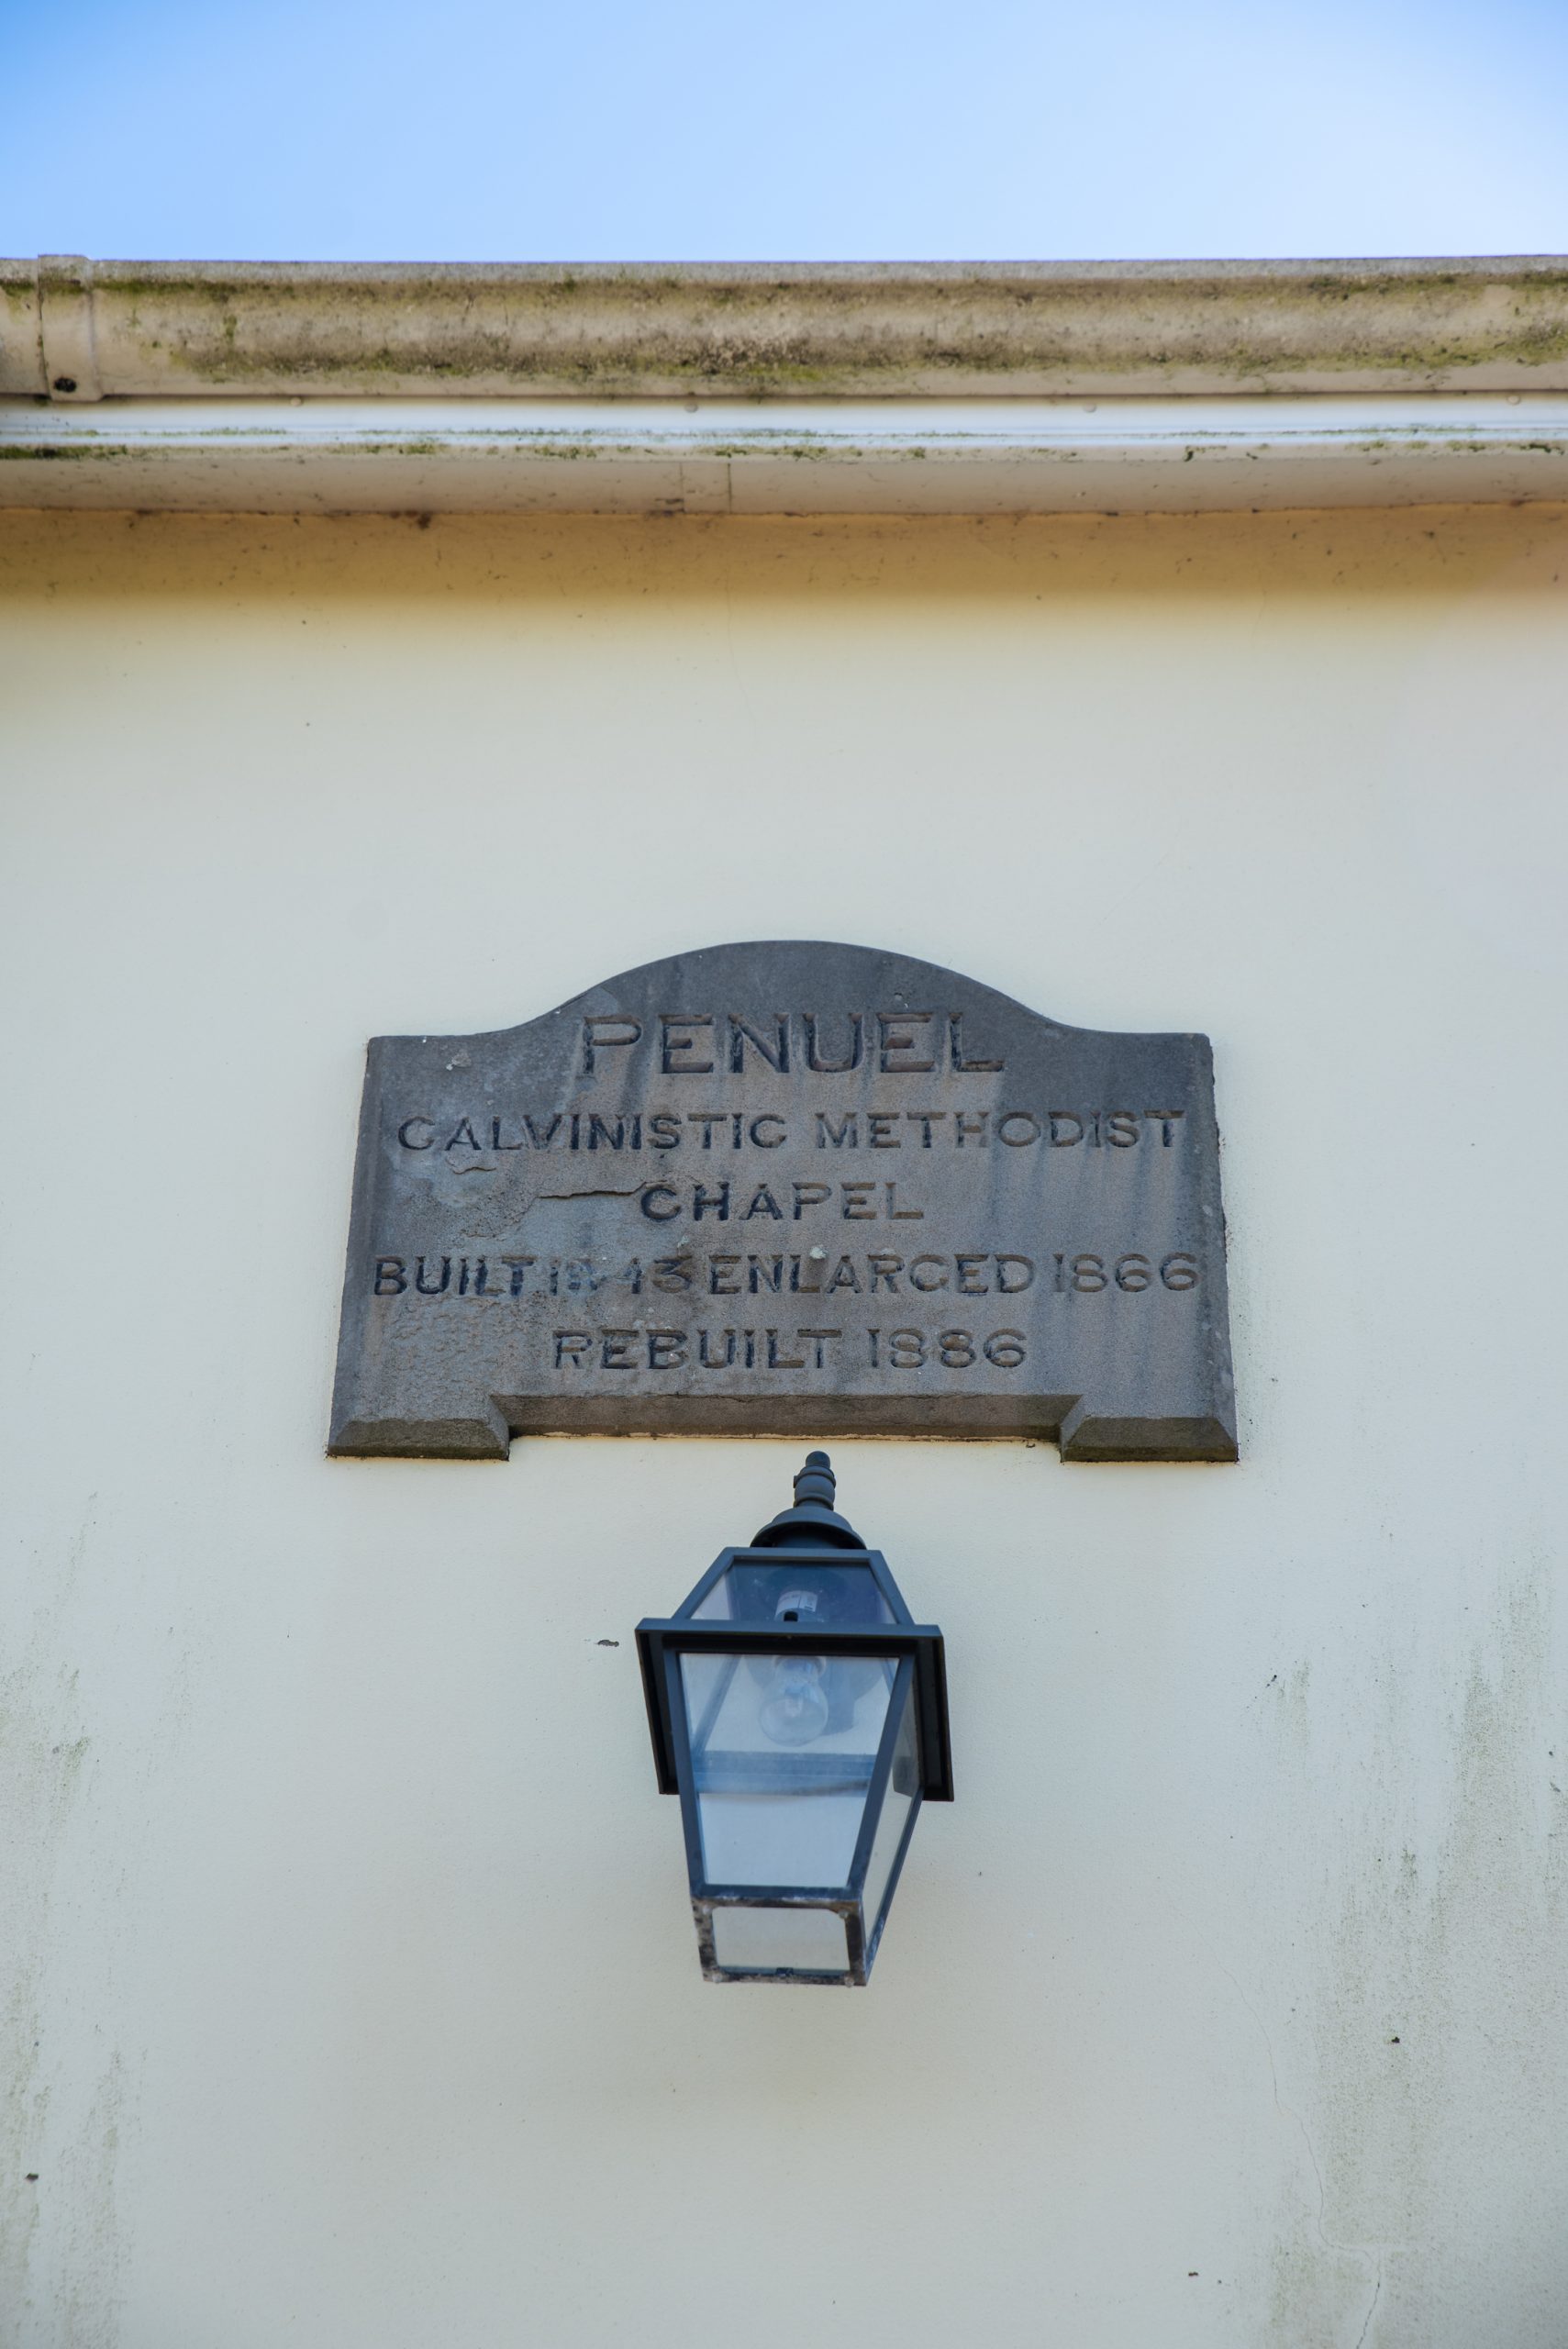 PENUEL
CALVINISTIC METHODIST
CHAPEL
BUILT 1843 ENLARGED 1866
REBUILT 1886